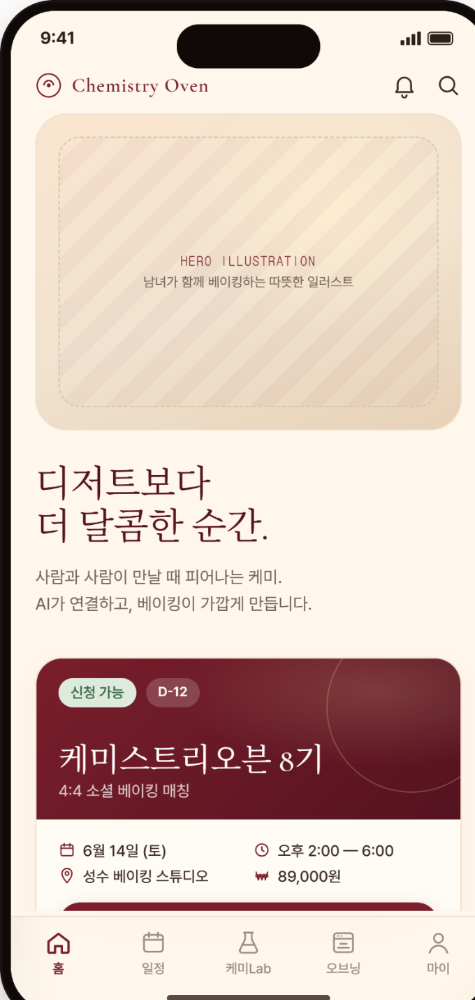 9:41
Chemistry Oven
HERO ILLUSTRATION
남녀가 함께 베이킹하는 따뜻한 일러스트
디저트보다
더 달콤한 순간.
사람과 사람이 만날 때 피어나는 케미.
AI가 연결하고, 베이킹이 가깝게 만듭니다.
신청 가능 D-12
케미스트리오븐 8기
4:4 소셜 베이킹 매칭
6월 14일 (토) 오후 2:00 — 6:00
성수 베이킹 스튜디오 ₩ 89,000원
홈 일정 케미Lab 오브닝 마이